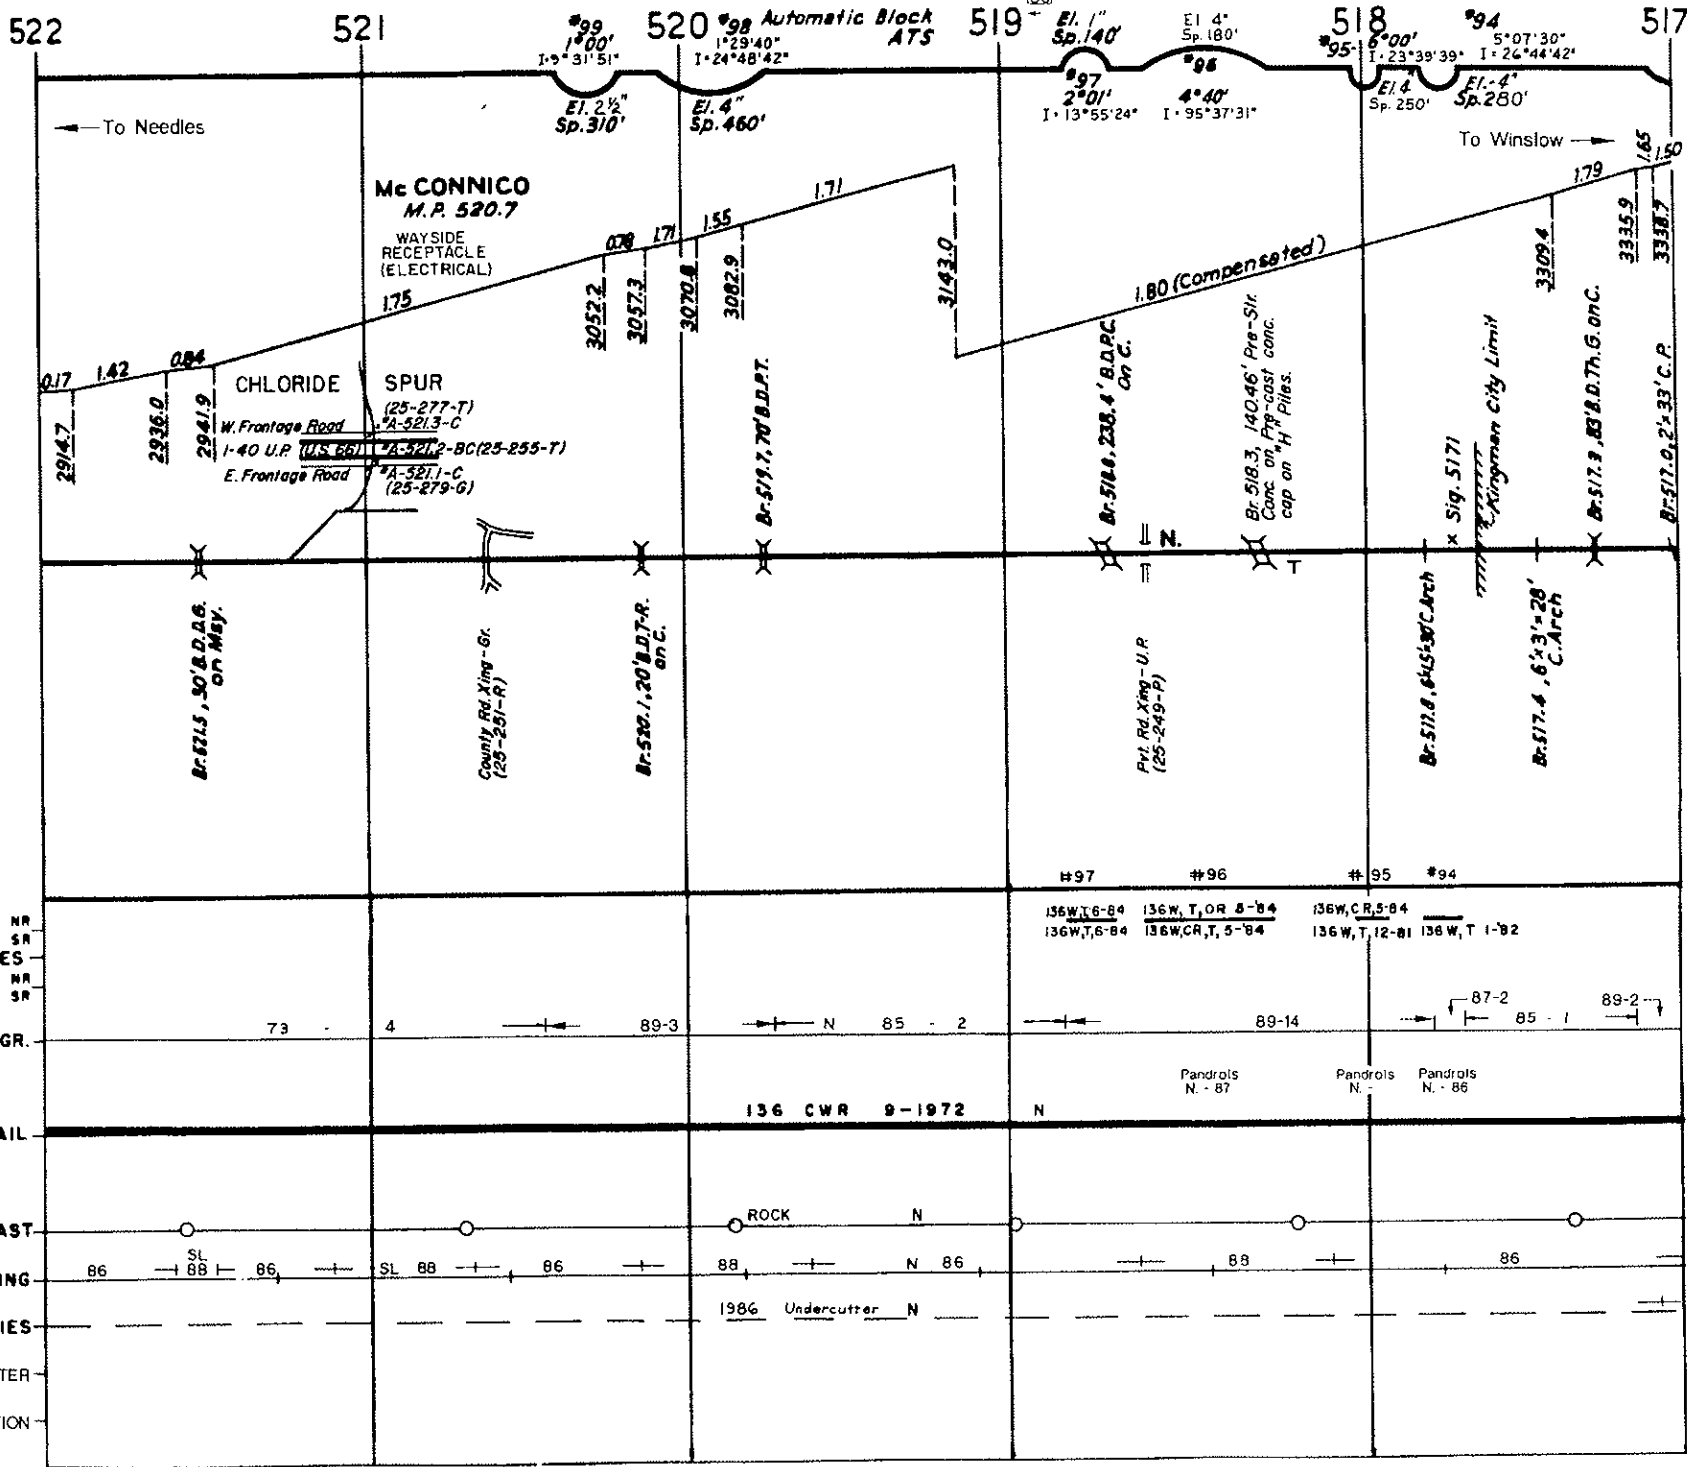 522
521
520
519
518
517
#99
1°00'
I-9°31'51"
El. 2½"
Sp. 310'
#98
1°29'40"
I-24°48'42"
El. 4"
Sp. 460'
Automatic Block
ATS
El. 1"
Sp. 140'
#97
2°01'
I-13°55'24"
El 4"
Sp. 180'
#96
4°40'
I-95°37'31"
#95-
6°00'
I-23°39'39"
El. 4"
Sp. 250'
#94
5°07'30"
I-26°44'42"
El.-4"
Sp. 280'
To Needles
To Winslow
Mc CONNICO
M.P. 520.7
WAYSIDE
RECEPTACLE
(ELECTRICAL)
0.17
1.42
0.84
1.75
0.78
1.71
1.55
1.71
1.80 (Compensated)
1.79
1.65
1.50
2914.7
2936.0
2941.9
3052.2
3057.3
3070.8
3082.9
3143.0
3309.4
3335.9
3338.7
CHLORIDE SPUR
(25-277-T)
W. Frontage Road #A-521.3-C
I-40 U.P. (U.S. 66) #A-521.2-BC(25-255-T)
E. Frontage Road #A-521.1-C
(25-279-G)
Br. 519.7, 70' B.D.P.T.
Br. 518.8, 238.4' B.D.P.C.
On C.
Br. 518.3, 140.46' Pre-Str.
Conc. on Pre-cast conc.
cap on "H" Piles.
x Sig. 5171
Kingman City Limit
Br. 517.3, 83' B.D.Th.G. on C.
Br. 517.0, 2'x33' C.P.
N.
T
Br. 521.5, 30' B.D.D.G.
on Msy.
County Rd. Xing-Gr.
(25-251-R)
Br. 520.1, 20' B.D.T-R.
on C.
Pvt. Rd. Xing-U.P.
(25-249-P)
Br. 517.8, 6'x4.5'x30' C. Arch
Br. 517.4, 6'x3'x28'
C. Arch
#97 #96 #95 #94
NR
SR
ES
NR
SR
136W,T,6-84 136W, T, OR 8-'84 136W, CR,5-84
136W,T,6-84 136W,CR,T, 5-'84 136W, T, 12-81 136W, T 1-'82
GR.
73 - 4 89-3 N 85 - 2 89-14 87-2 85 - 1 89-2
Pandrols
N. - 87
Pandrols
N. -
Pandrols
N. - 86
AIL
136 CWR 9-1972 N
AST
ROCK N
ING
86 SL 88 86 SL 88 86 88 N 86 88 86
IES
1986 Undercutter N
TER
ION